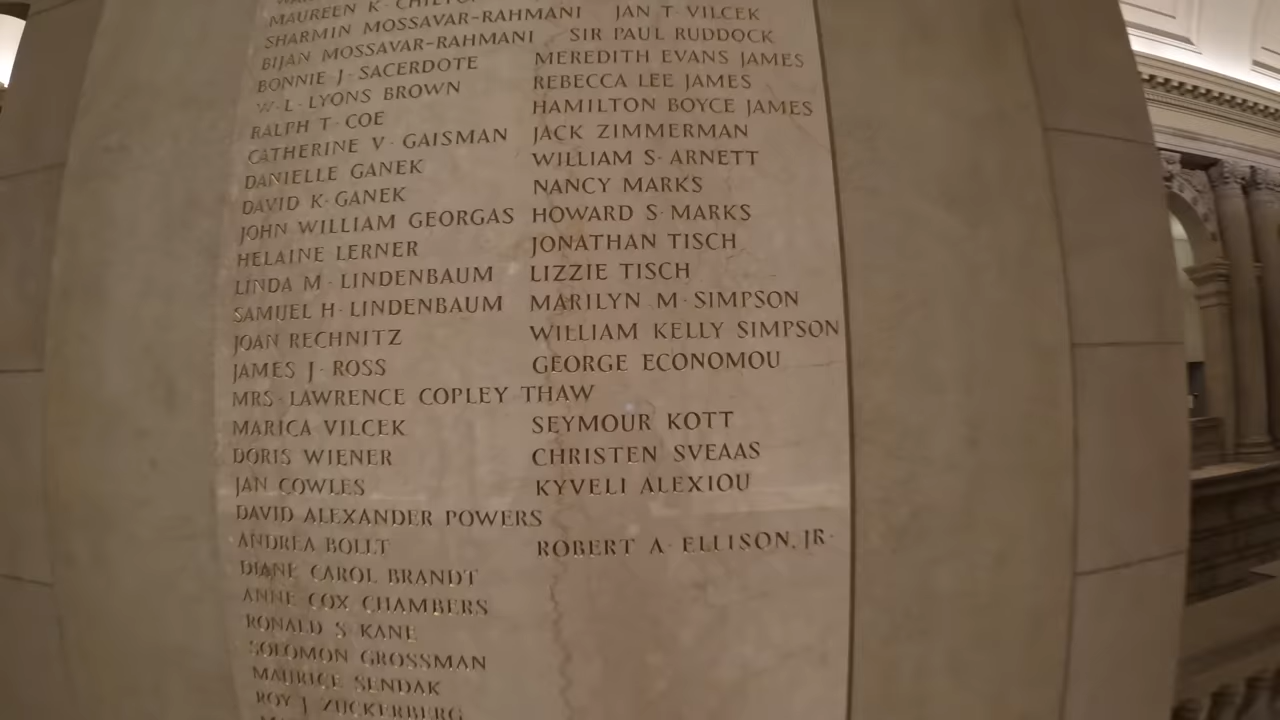 MAUREEN K·
SHARMIN MOSSAVAR-RAHMANI
BIJAN MOSSAVAR-RAHMANI
BONNIE J·SACERDOTE
W·L·LYONS BROWN
RALPH T·COE
CATHERINE V·GAISMAN
DANIELLE GANEK
DAVID K·GANEK
JOHN WILLIAM GEORGAS
HELAINE LERNER
LINDA M·LINDENBAUM
SAMUEL H·LINDENBAUM
JOAN RECHNITZ
JAMES J·ROSS
MRS·LAWRENCE COPLEY THAW
MARICA VILCEK
DORIS WIENER
JAN COWLES
DAVID ALEXANDER POWERS
ANDREA BOLLT
DIANE CAROL BRANDT
ANNE COX CHAMBERS
RONALD S·KANE
SOLOMON GROSSMAN
MAURICE SENDAK
ROY J·ZUCKERBERG
JAN T·VILCEK
SIR PAUL RUDDOCK
MEREDITH EVANS JAMES
REBECCA LEE JAMES
HAMILTON BOYCE JAMES
JACK ZIMMERMAN
WILLIAM S·ARNETT
NANCY MARKS
HOWARD S·MARKS
JONATHAN TISCH
LIZZIE TISCH
MARILYN M·SIMPSON
WILLIAM KELLY SIMPSON
GEORGE ECONOMOU
SEYMOUR KOTT
CHRISTEN SVEAAS
KYVELI ALEXIOU
ROBERT A·ELLISON, JR·